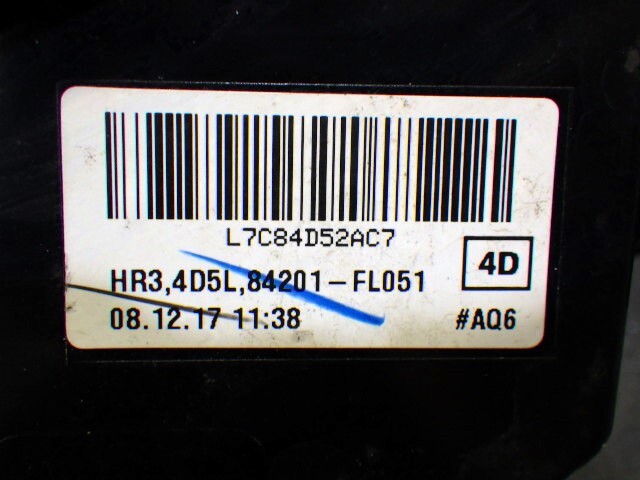 L7C84D52AC7
4D
HR3,4D5L,84201-FL051
08.12.17 11:38
#AQ6